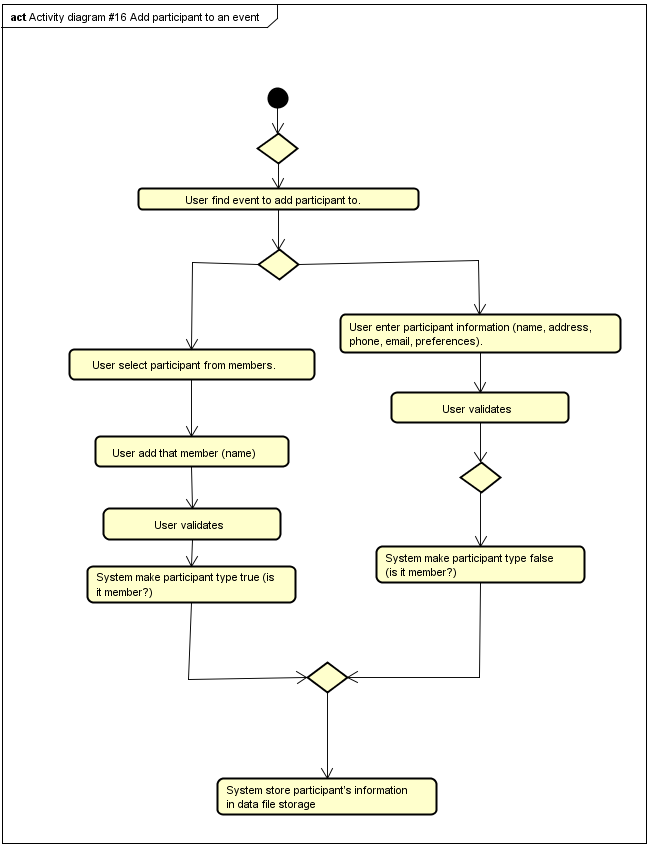 act Activity diagram #16 Add participant to an event
User find event to add participant to.
User select participant from members.
User add that member (name)
User validates
System make participant type true (is
it member?)
User enter participant information (name, address,
phone, email, preferences).
User validates
System make participant type false
(is it member?)
System store participant's information
in data file storage